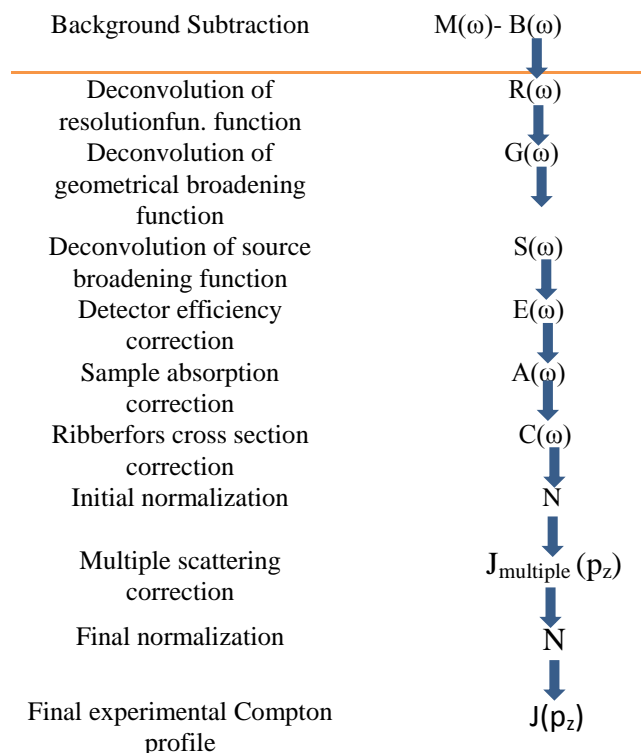 Background Subtraction M(ω)- B(ω)
Deconvolution of R(ω)
resolutionfun. function
Deconvolution of G(ω)
geometrical broadening
function
Deconvolution of source S(ω)
broadening function
Detector efficiency E(ω)
correction
Sample absorption A(ω)
correction
Ribberfors cross section C(ω)
correction
Initial normalization N
Multiple scattering Jmultiple (pz)
correction
Final normalization N
Final experimental Compton J(pz)
profile